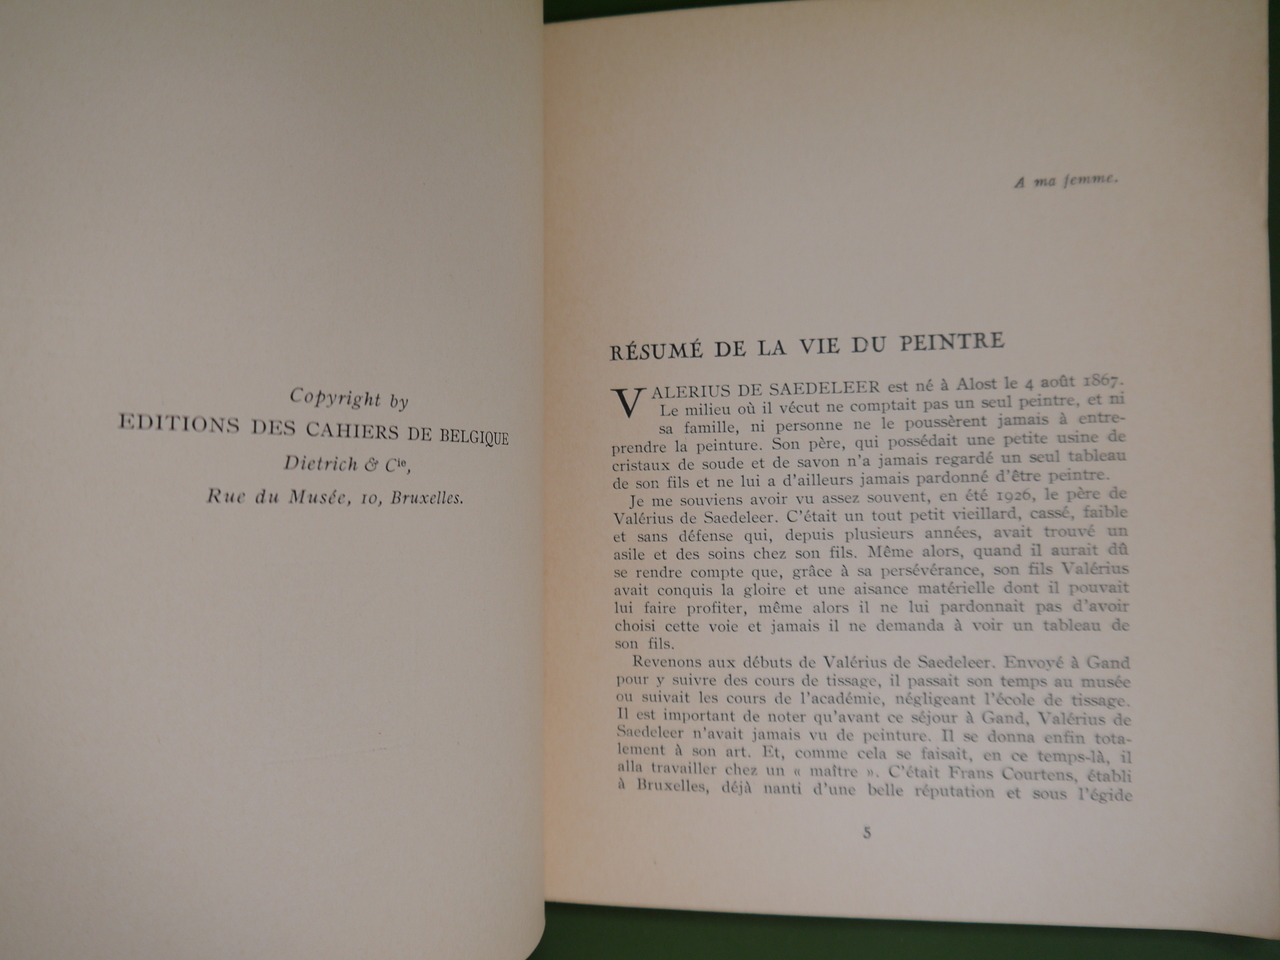 Copyright by
EDITIONS DES CAHIERS DE BELGIQUE
Dietrich & Cie,
Rue du Musée, 10, Bruxelles.
A ma femme.
RÉSUMÉ DE LA VIE DU PEINTRE
VALERIUS DE SAEDELEER est né à Alost le 4 août 1867.
Le milieu où il vécut ne comptait pas un seul peintre, et ni
sa famille, ni personne ne le poussèrent jamais à entre-
prendre la peinture. Son père, qui possédait une petite usine de
cristaux de soude et de savon n'a jamais regardé un seul tableau
de son fils et ne lui a d'ailleurs jamais pardonné d'être peintre.
Je me souviens avoir vu assez souvent, en été 1926, le père de
Valérius de Saedeleer. C'était un tout petit vieillard, cassé, faible
et sans défense qui, depuis plusieurs années, avait trouvé un
asile et des soins chez son fils. Même alors, quand il aurait dû
se rendre compte que, grâce à sa persévérance, son fils Valérius
avait conquis la gloire et une aisance matérielle dont il pouvait
lui faire profiter, même alors il ne lui pardonnait pas d'avoir
choisi cette voie et jamais il ne demanda à voir un tableau de
son fils.
Revenons aux débuts de Valérius de Saedeleer. Envoyé à Gand
pour y suivre des cours de tissage, il passait son temps au musée
ou suivait les cours de l'académie, négligeant l'école de tissage.
Il est important de noter qu'avant ce séjour à Gand, Valérius de
Saedeleer n'avait jamais vu de peinture. Il se donna enfin tota-
lement à son art. Et, comme cela se faisait, en ce temps-là, il
alla travailler chez un « maître ». C'était Frans Courtens, établi
à Bruxelles, déjà nanti d'une belle réputation et sous l'égide
5